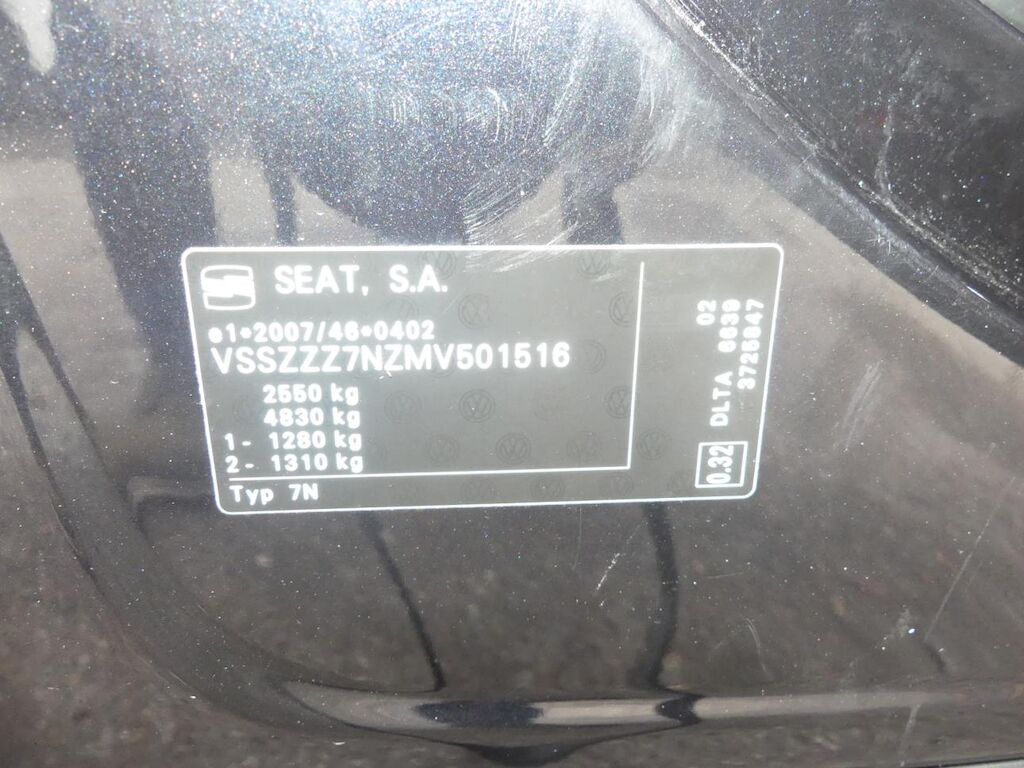 SEAT, S.A.
e1*2007/46*0402
VSSZZZ7NZMV501516
2550 kg
4830 kg
1- 1280 kg
2- 1310 kg
Typ 7N
02
DLTA 6639
3725847
0.32